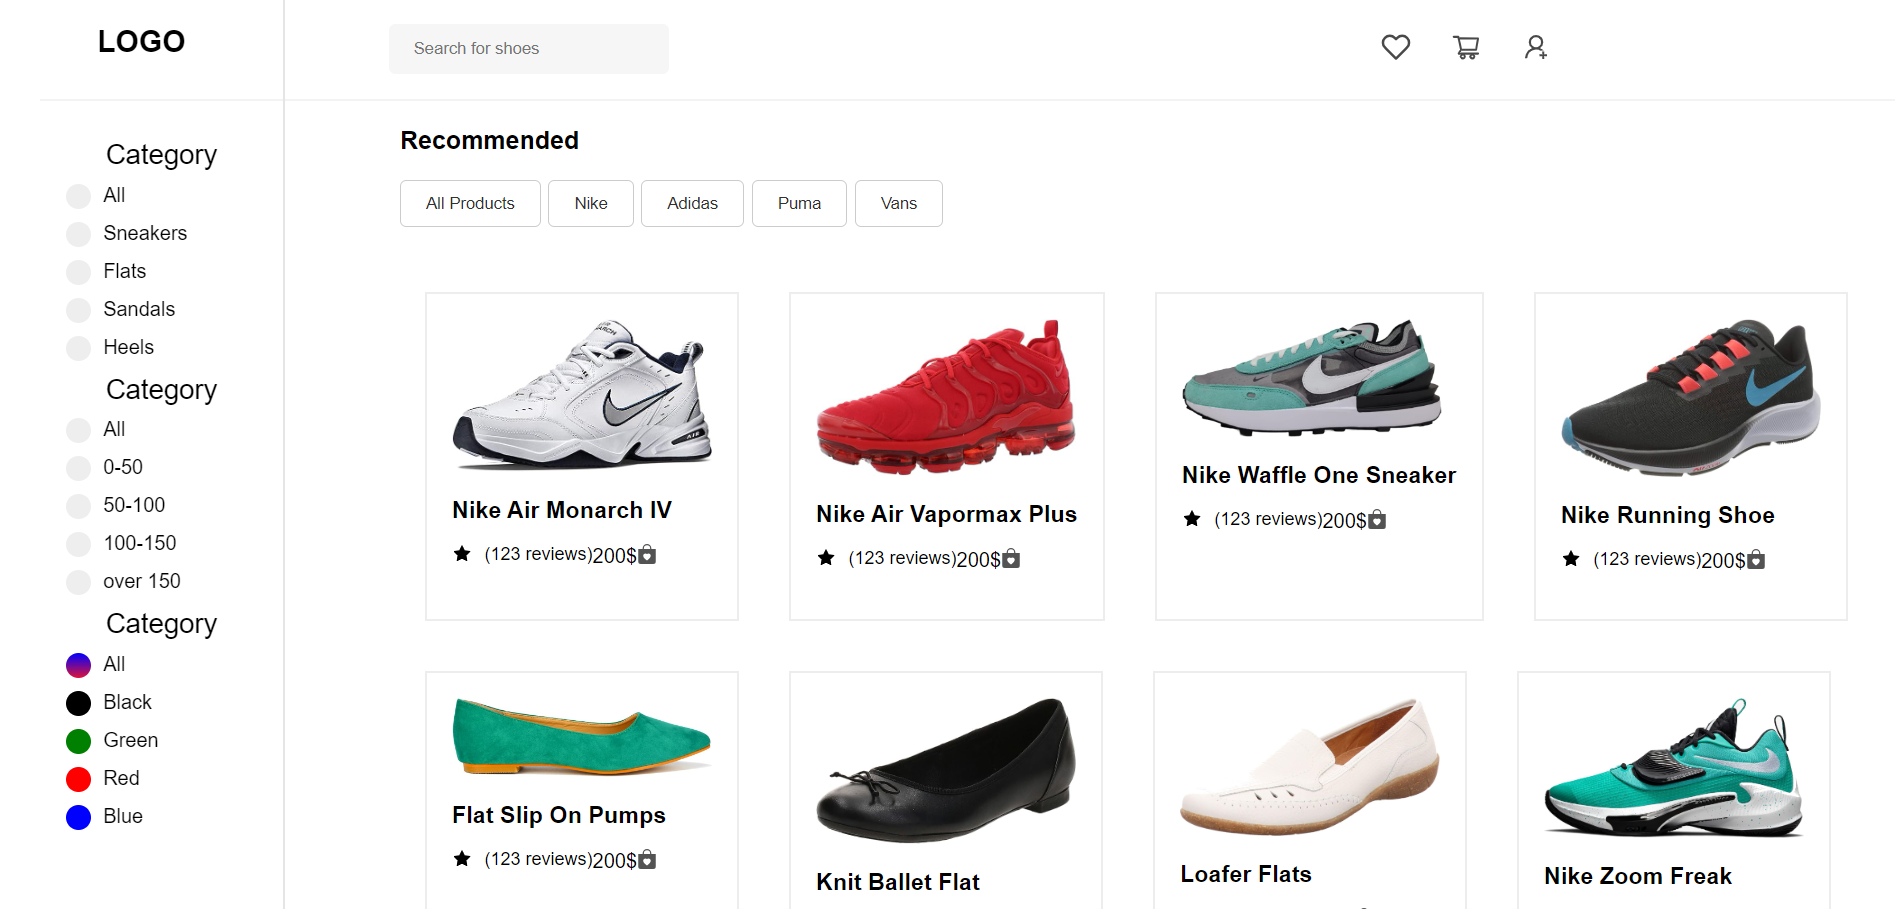 LOGO
Search for shoes
Category
All
Sneakers
Flats
Sandals
Heels
Category
All
0-50
50-100
100-150
over 150
Category
All
Black
Green
Red
Blue
Recommended
All Products
Nike
Adidas
Puma
Vans
Nike Air Monarch IV
(123 reviews)200$
Nike Air Vapormax Plus
(123 reviews)200$
Nike Waffle One Sneaker
(123 reviews)200$
Nike Running Shoe
(123 reviews)200$
Flat Slip On Pumps
(123 reviews)200$
Knit Ballet Flat
Loafer Flats
Nike Zoom Freak